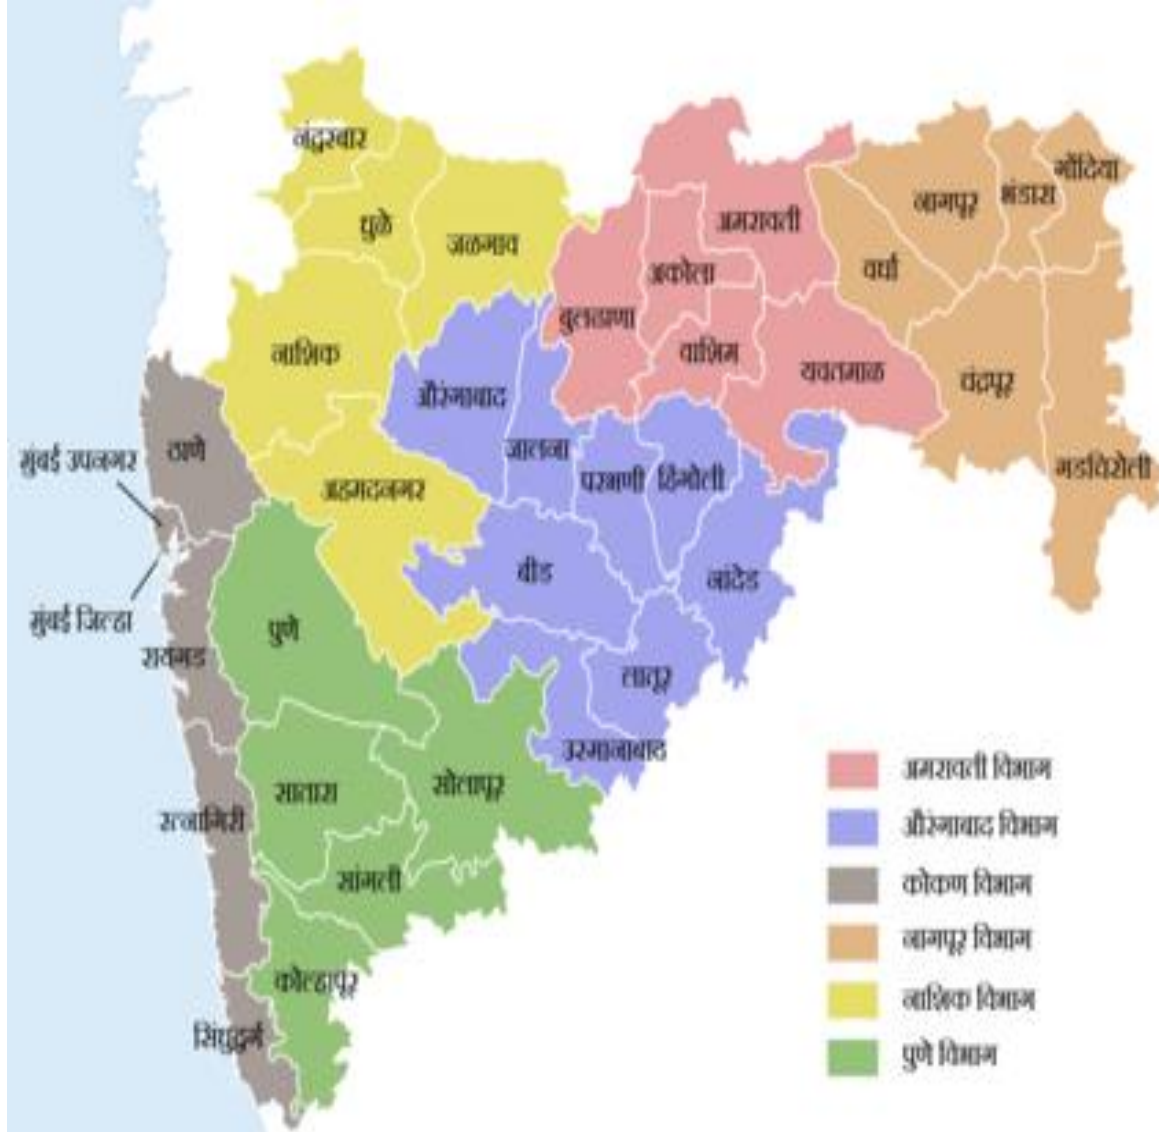 नंदुरबार
धुळे
जळगाव
नाशिक
अहमदनगर
अमरावती
अकोला
बुलढाणा
वाशिम
यवतमाळ
नागपूर
भंडारा
गोंदिया
वर्धा
चंद्रपूर
गडचिरोली
औरंगाबाद
जालना
परभणी
हिंगोली
बीड
नांदेड
लातूर
उस्मानाबाद
ठाणे
मुंबई उपनगर
मुंबई जिल्हा
रायगड
रत्नागिरी
सिंधुदुर्ग
पुणे
सातारा
सोलापूर
सांगली
कोल्हापूर
अमरावती विभाग
औरंगाबाद विभाग
कोकण विभाग
नागपूर विभाग
नाशिक विभाग
पुणे विभाग